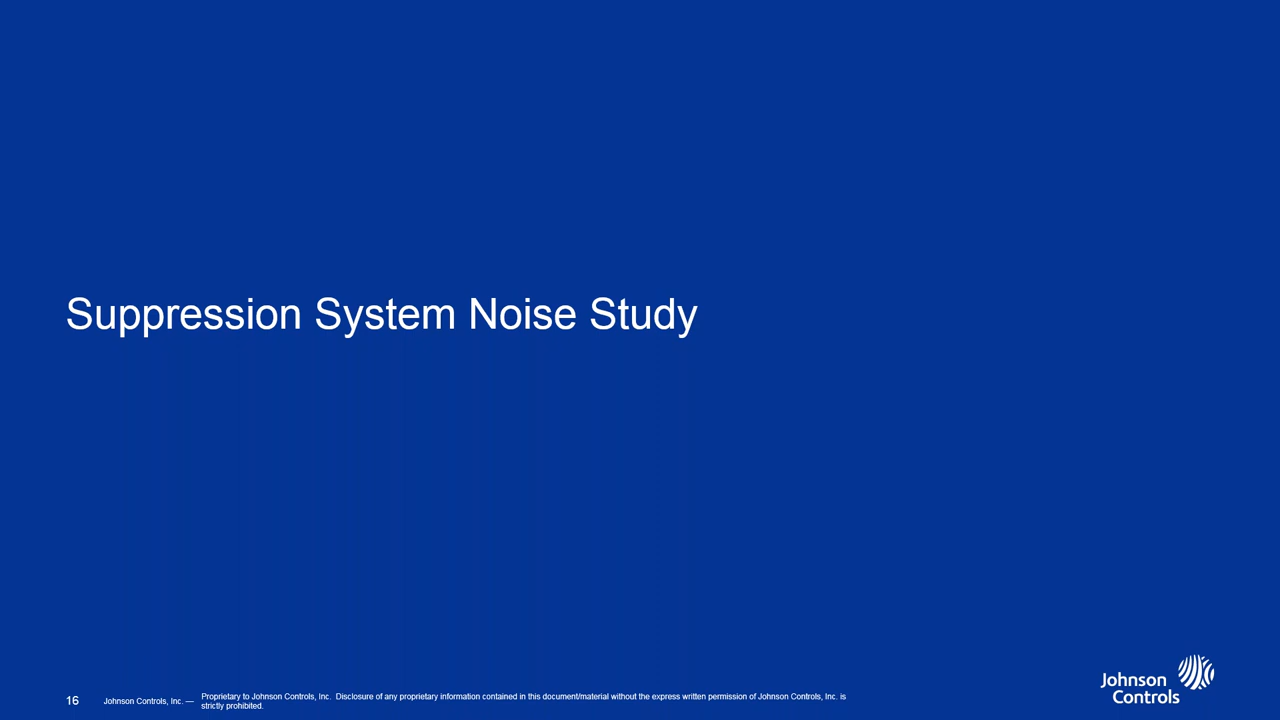 Suppression System Noise Study
16
Johnson Controls, Inc. —
Proprietary to Johnson Controls, Inc. Disclosure of any proprietary information contained in this document/material without the express written permission of Johnson Controls, Inc. is
strictly prohibited.
Johnson
Controls